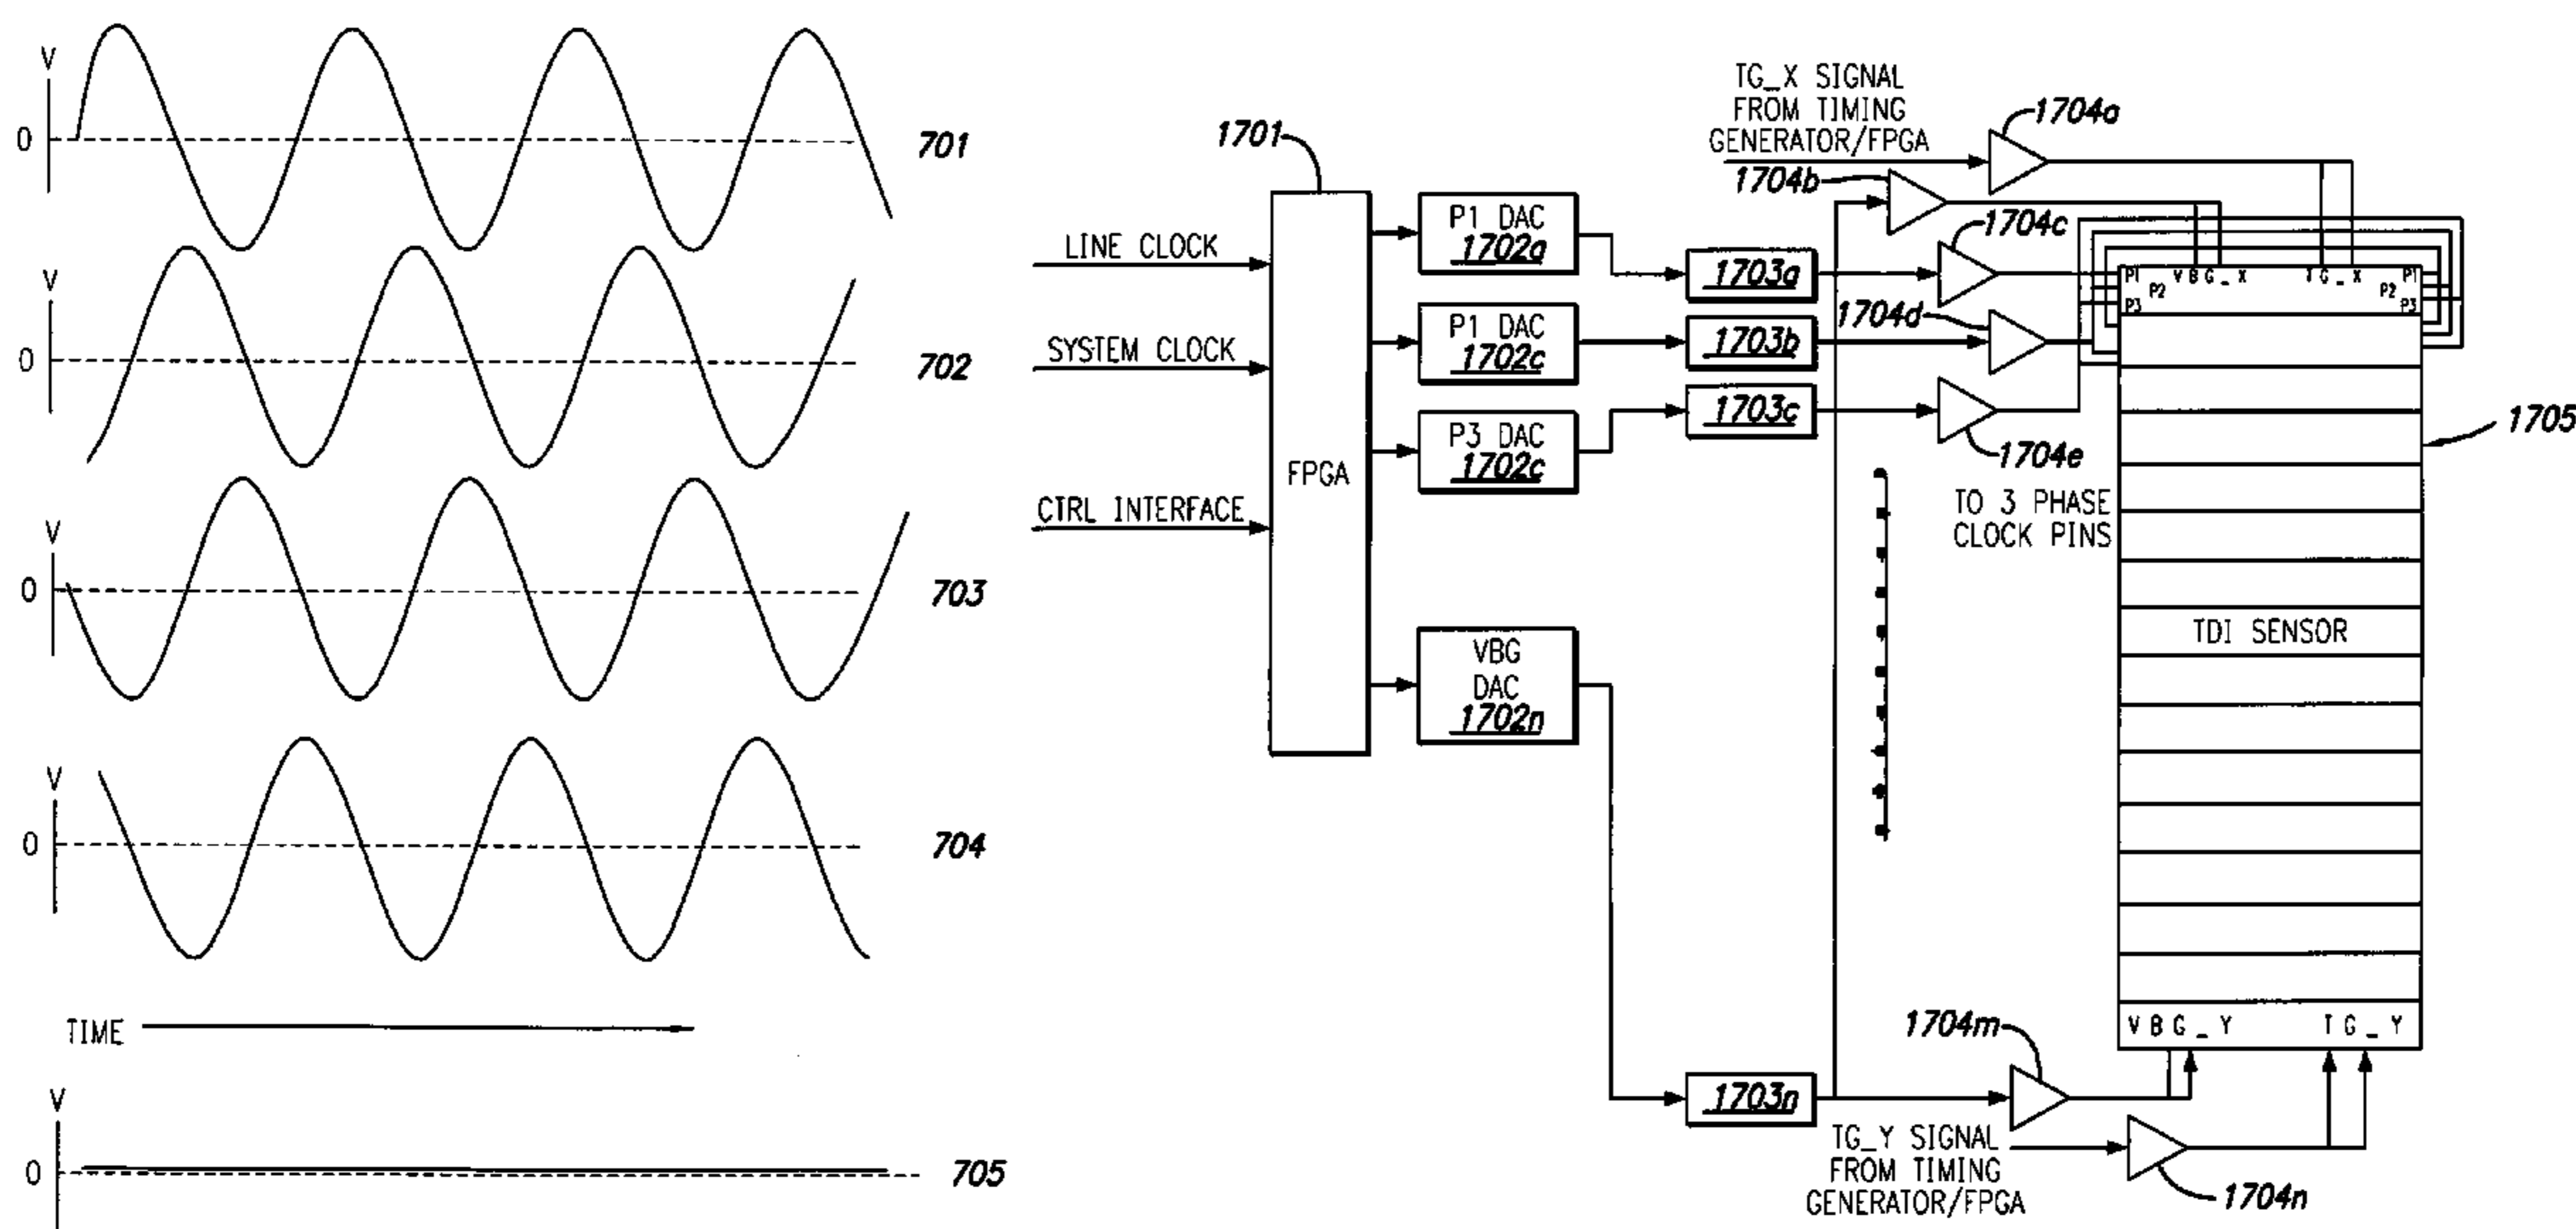 V
0
701
V
0
702
V
0
703
V
0
704
TIME
V
0
705
LINE CLOCK
SYSTEM CLOCK
CTRL INTERFACE
1701
FPGA
P1 DAC
1702a
P1 DAC
1702c
P3 DAC
1702c
VBG
DAC
1702n
1703a
1703b
1703c
1703n
TG_X SIGNAL
FROM TIMING
GENERATOR/FPGA
1704a
1704b
1704c
1704d
1704e
TO 3 PHASE
CLOCK PINS
P1 VBG_X TG_X P1
P2 P2
P3 P3
1705
TDI SENSOR
VBG_Y TG_Y
1704m
TG_Y SIGNAL
FROM TIMING
GENERATOR/FPGA
1704n